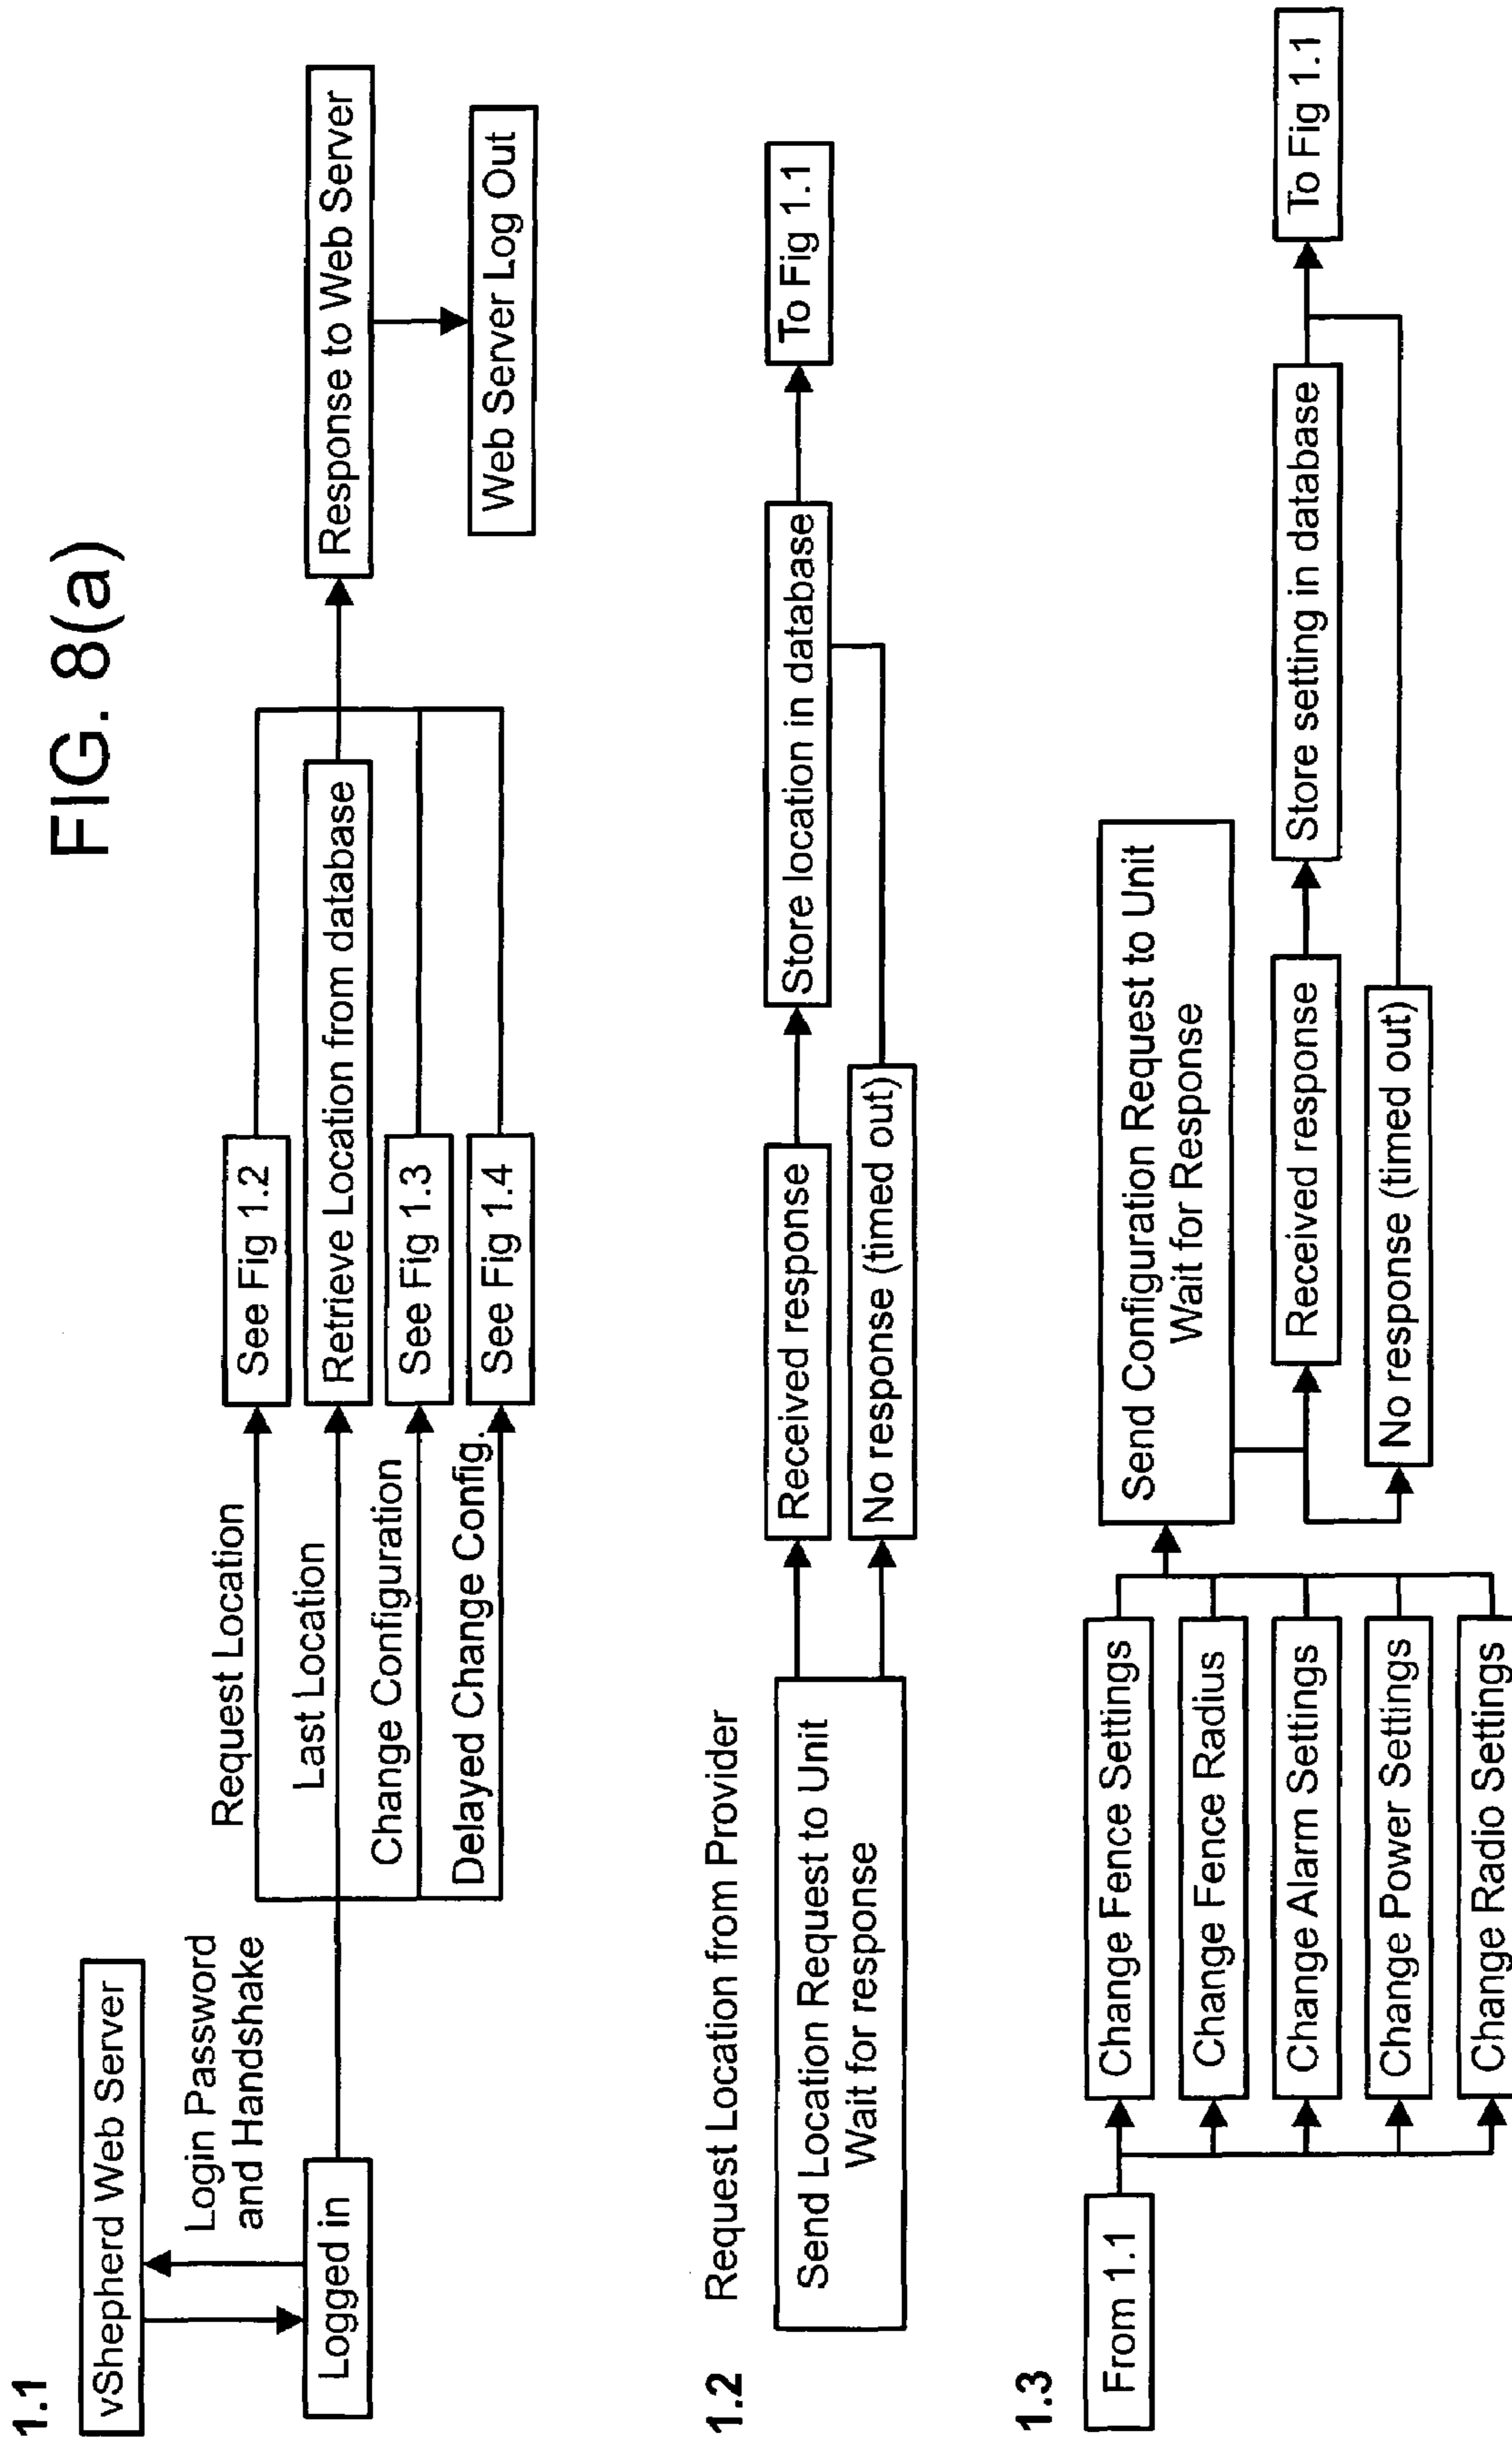 FIG. 8(a)
1.1
vShepherd Web Server
Login Password
and Handshake
Logged in
Request Location
Last Location
Change Configuration
Delayed Change Config.
See Fig 1.2
Retrieve Location from database
See Fig 1.3
See Fig 1.4
Response to Web Server
Web Server Log Out
1.2
Request Location from Provider
Send Location Request to Unit
Wait for response
Received response
No response (timed out)
Store location in database
To Fig 1.1
1.3
From 1.1
Change Fence Settings
Change Fence Radius
Change Alarm Settings
Change Power Settings
Change Radio Settings
Send Configuration Request to Unit
Wait for Response
Received response
No response (timed out)
Store setting in database
To Fig 1.1